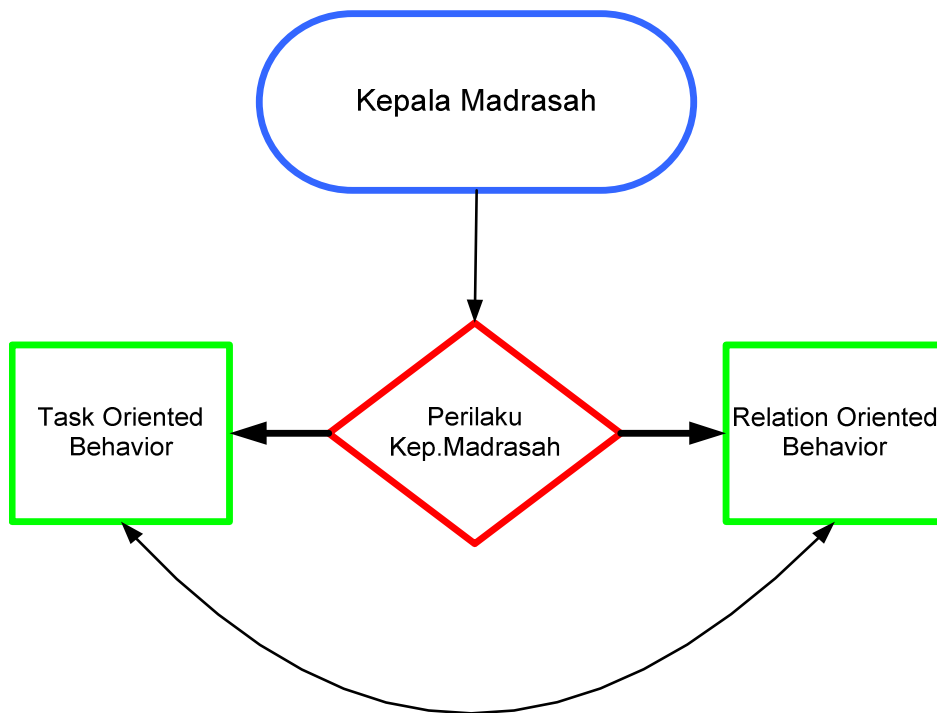 Kepala Madrasah
Task Oriented
Behavior
Perilaku
Kep.Madrasah
Relation Oriented
Behavior